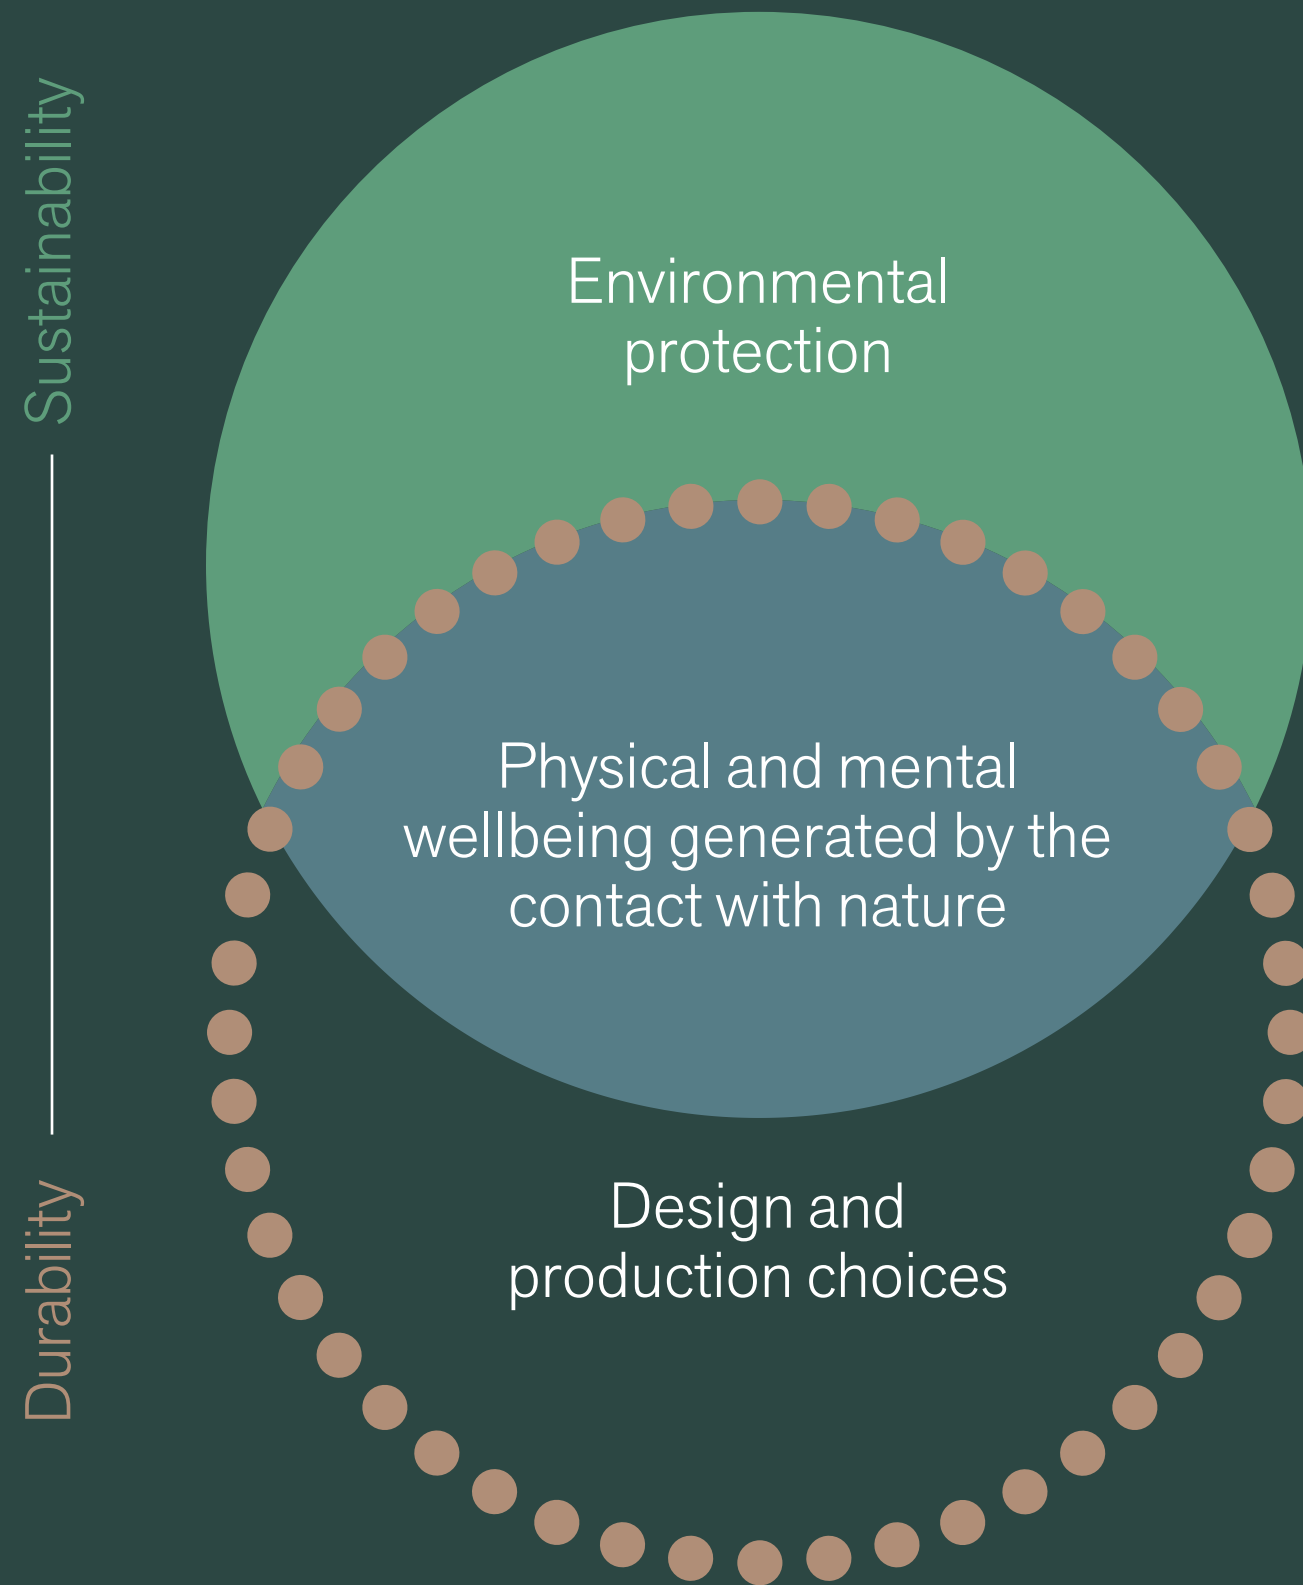 Sustainability
Environmental
protection
Physical and mental
wellbeing generated by the
contact with nature
Design and
production choices
Durability